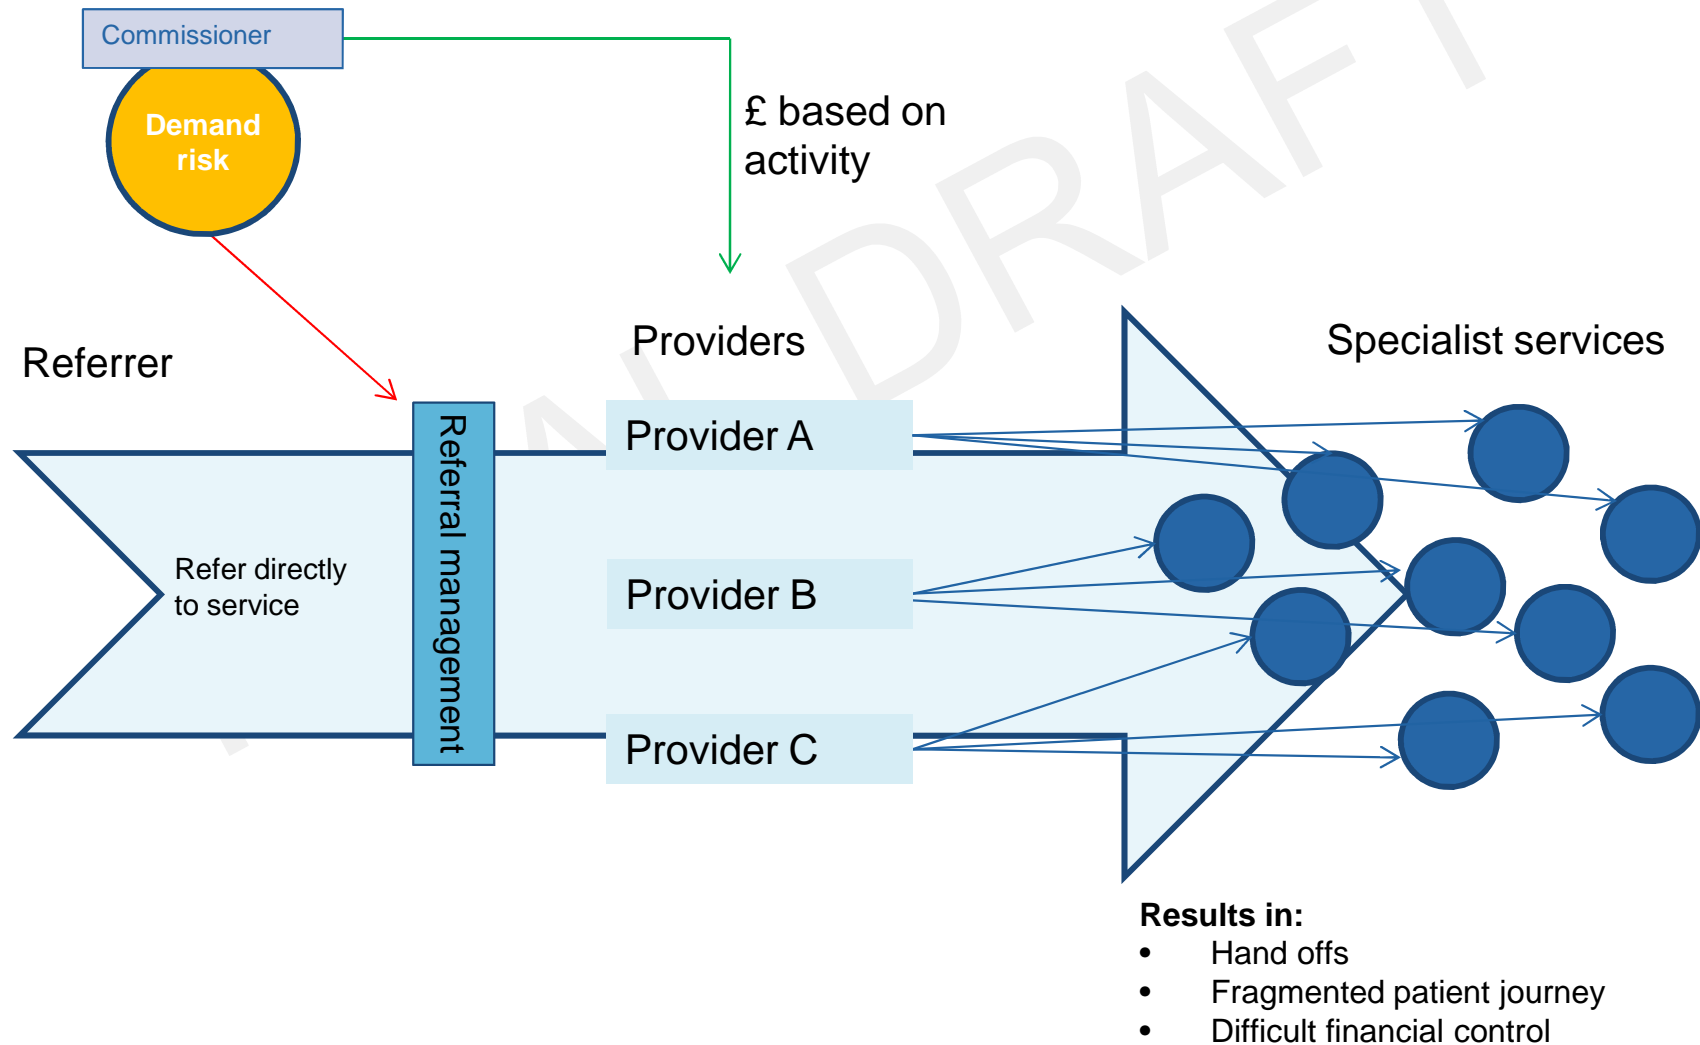 Commissioner
Demand
risk
£ based on
activity
Referrer
Providers
Specialist services
Referral management
Provider A
Refer directly
to service
Provider B
Provider C
Results in:
• Hand offs
• Fragmented patient journey
• Difficult financial control
DRAFT